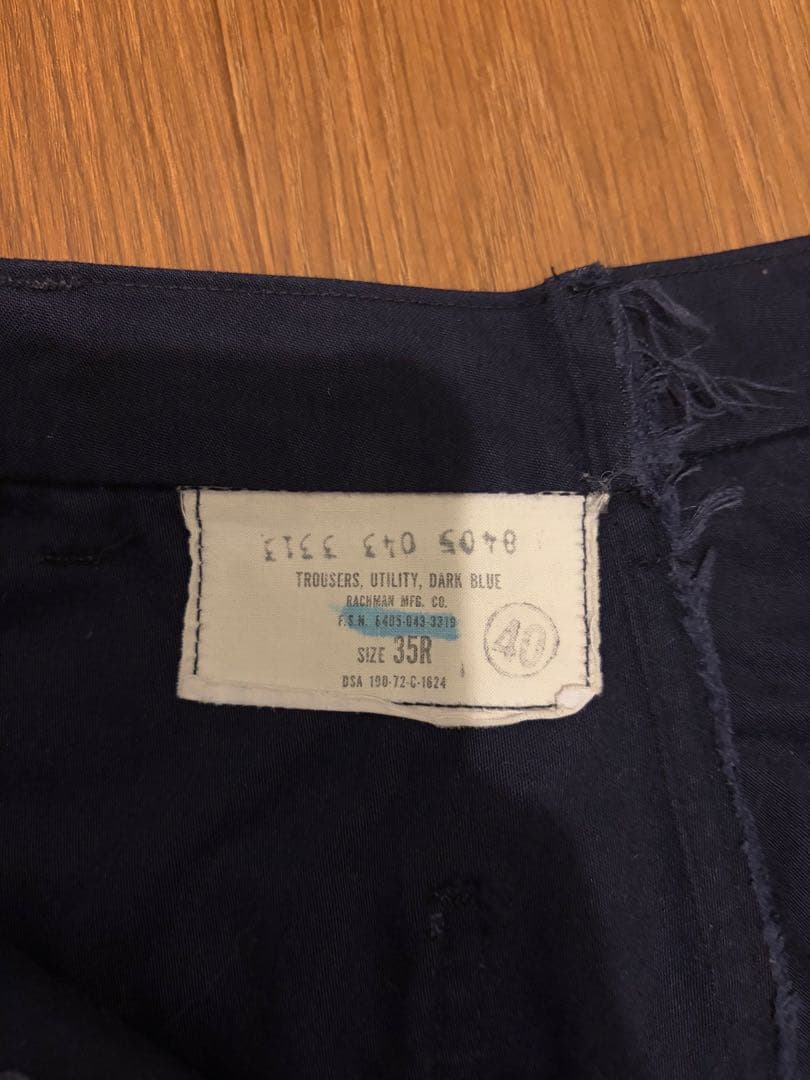 8405 043 3313
TROUSERS, UTILITY, DARK BLUE
RACHMAN MFG. CO.
F.S.N. 8405-043-3319
40
SIZE 35R
DSA 100-72-C-1624